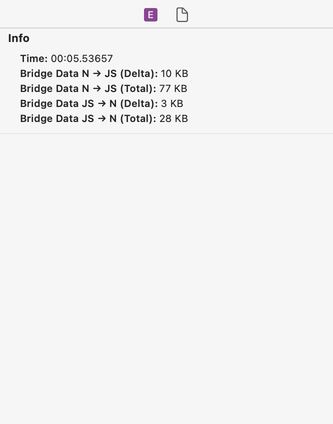 E
Info
Time: 00:05.53657
Bridge Data N → JS (Delta): 10 KB
Bridge Data N → JS (Total): 77 KB
Bridge Data JS → N (Delta): 3 KB
Bridge Data JS → N (Total): 28 KB